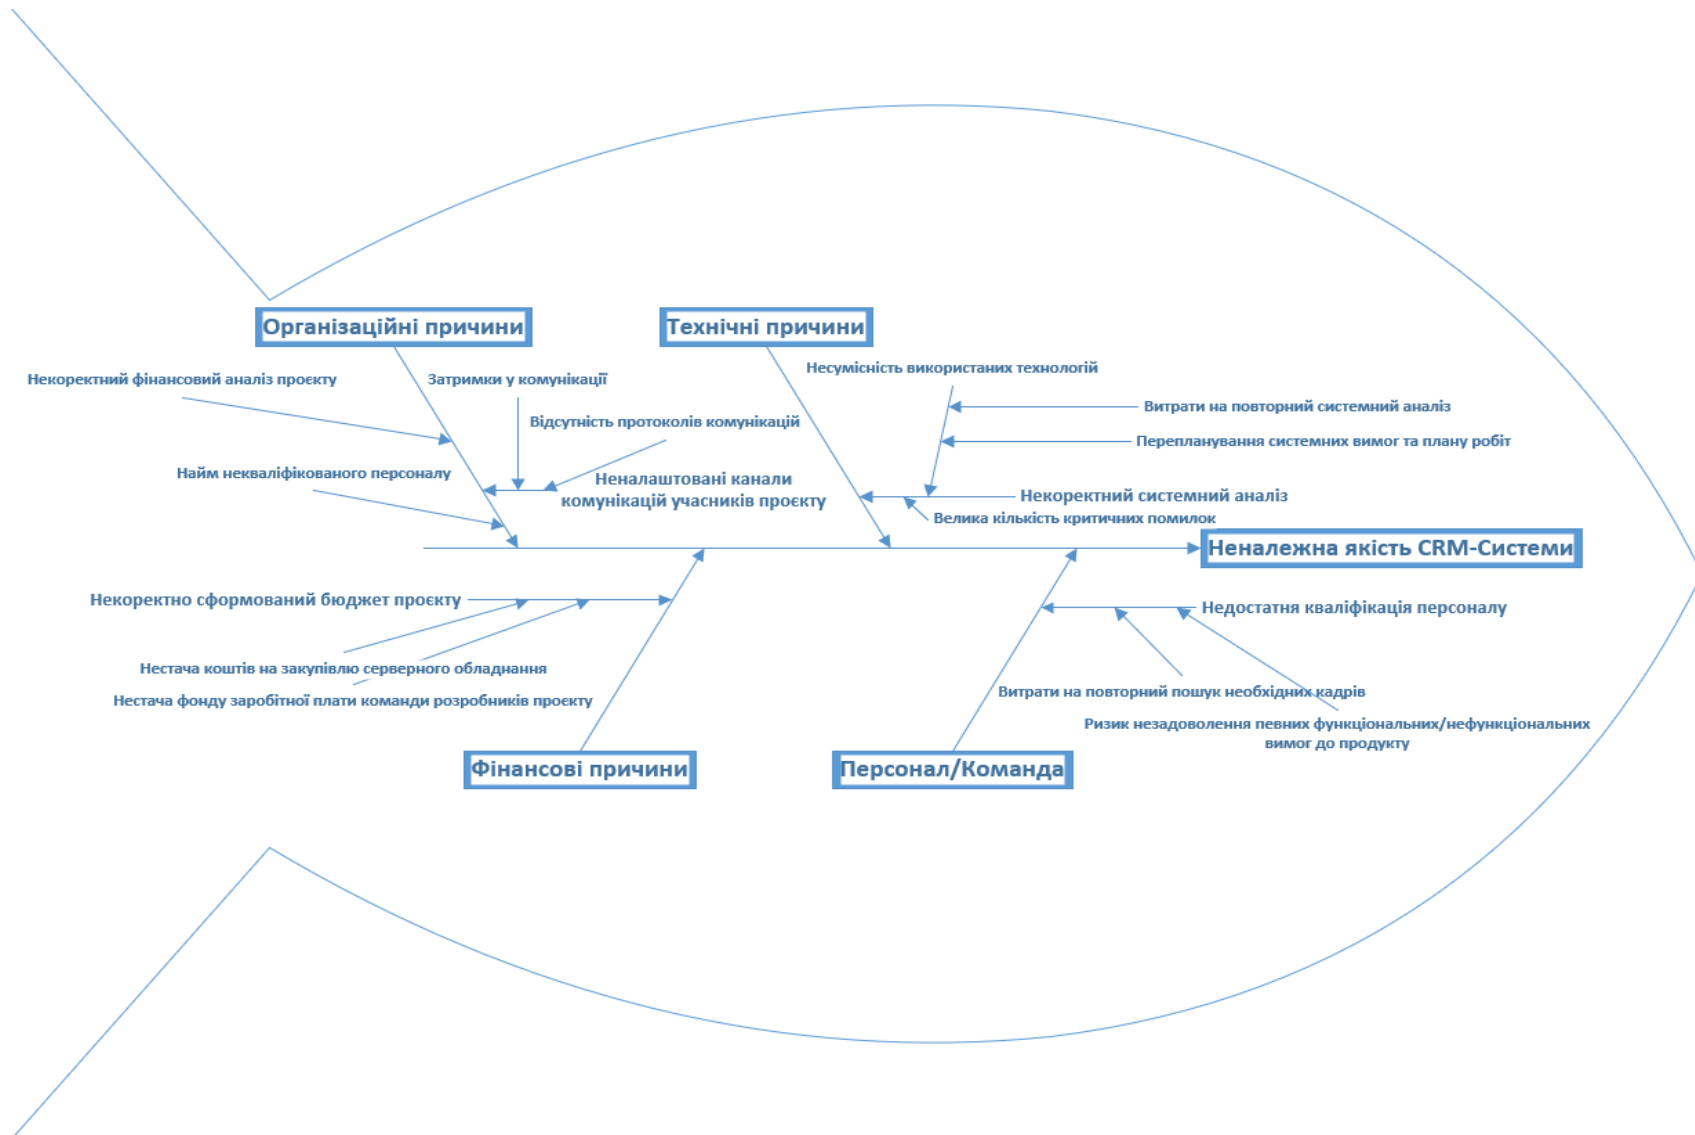 Організаційні причини
Технічні причини
Некоректний фінансовий аналіз проєкту
Затримки у комунікації
Несумісність використаних технологій
Відсутність протоколів комунікацій
Витрати на повторний системний аналіз
Перепланування системних вимог та плану робіт
Найм некваліфікованого персоналу
Неналаштовані канали
комунікацій учасників проєкту
Некоректний системний аналіз
Велика кількість критичних помилок
Неналежна якість CRM-Системи
Некоректно сформований бюджет проєкту
Недостатня кваліфікація персоналу
Нестача коштів на закупівлю серверного обладнання
Нестача фонду заробітної плати команди розробників проєкту
Витрати на повторний пошук необхідних кадрів
Ризик незадоволення певних функціональних/нефункціональних
вимог до продукту
Фінансові причини
Персонал/Команда